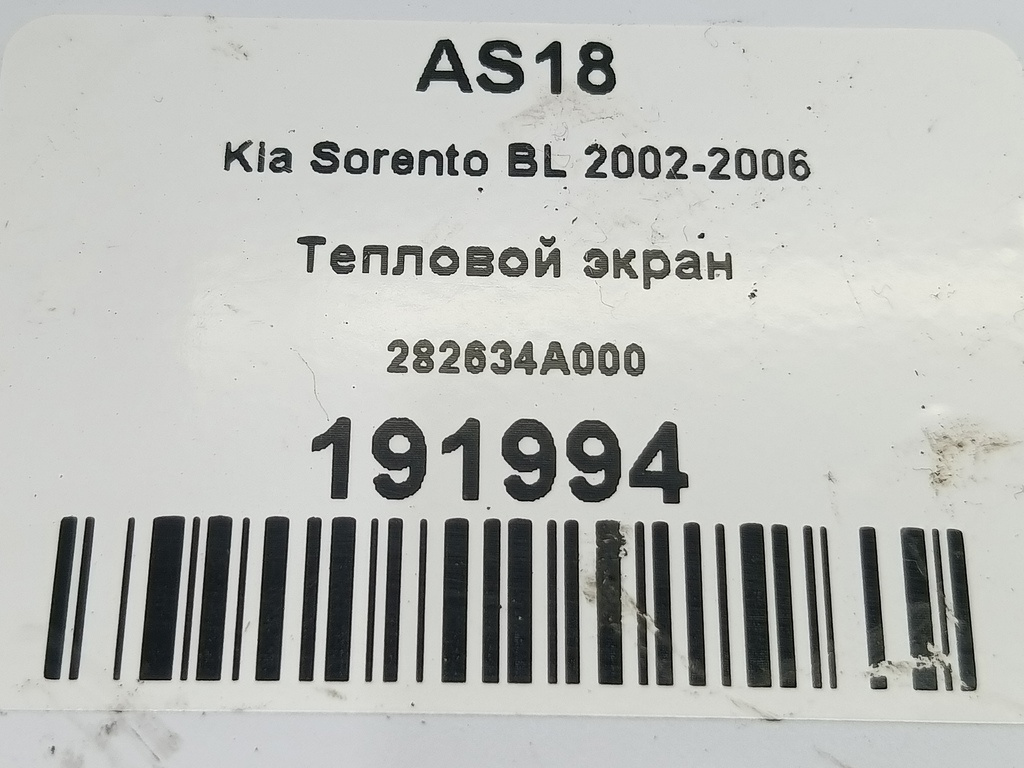 AS18
Kia Sorento BL 2002-2006
Тепловой экран
282634A000
191994